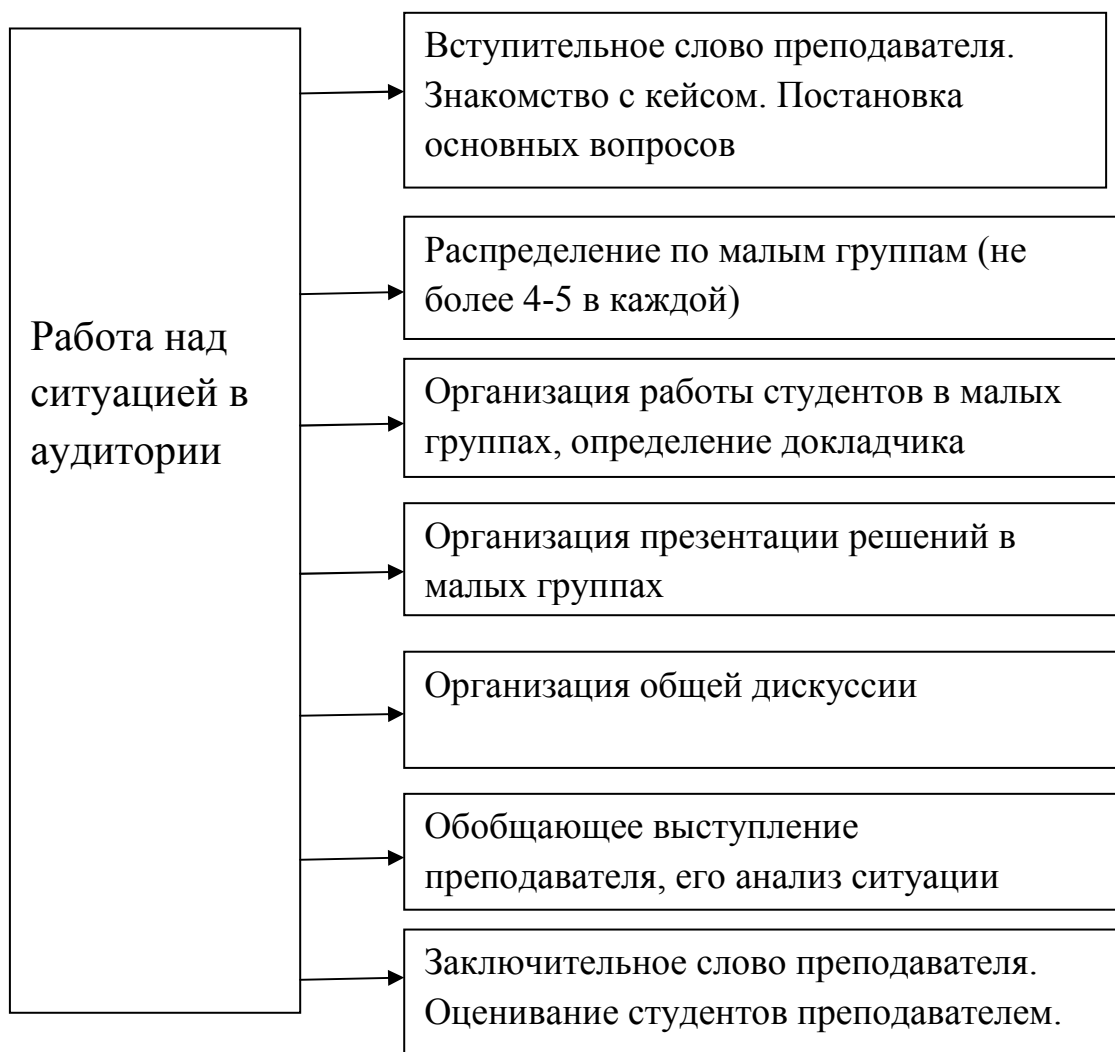 Работа над
ситуацией в
аудитории
Вступительное слово преподавателя.
Знакомство с кейсом. Постановка
основных вопросов
Распределение по малым группам (не
более 4-5 в каждой)
Организация работы студентов в малых
группах, определение докладчика
Организация презентации решений в
малых группах
Организация общей дискуссии
Обобщающее выступление
преподавателя, его анализ ситуации
Заключительное слово преподавателя.
Оценивание студентов преподавателем.